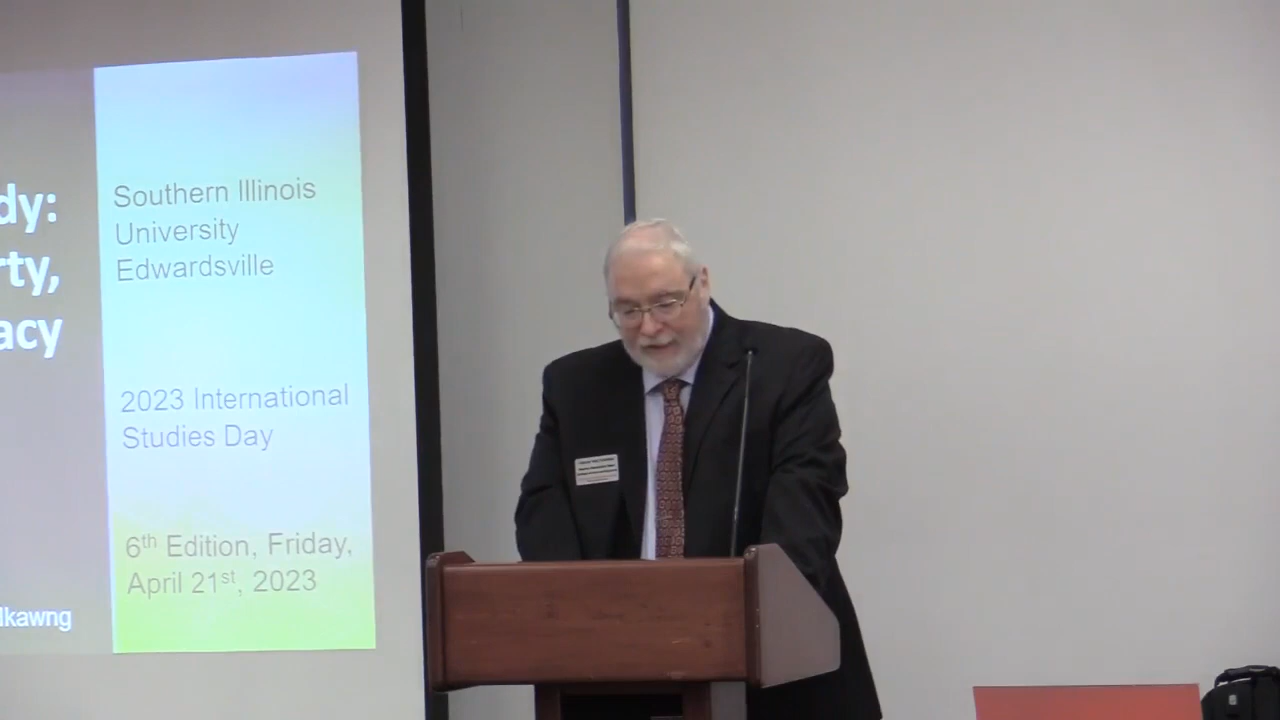 dy:
rty,
acy
lkawng
Southern Illinois
University
Edwardsville
2023 International
Studies Day
6th Edition, Friday,
April 21st, 2023